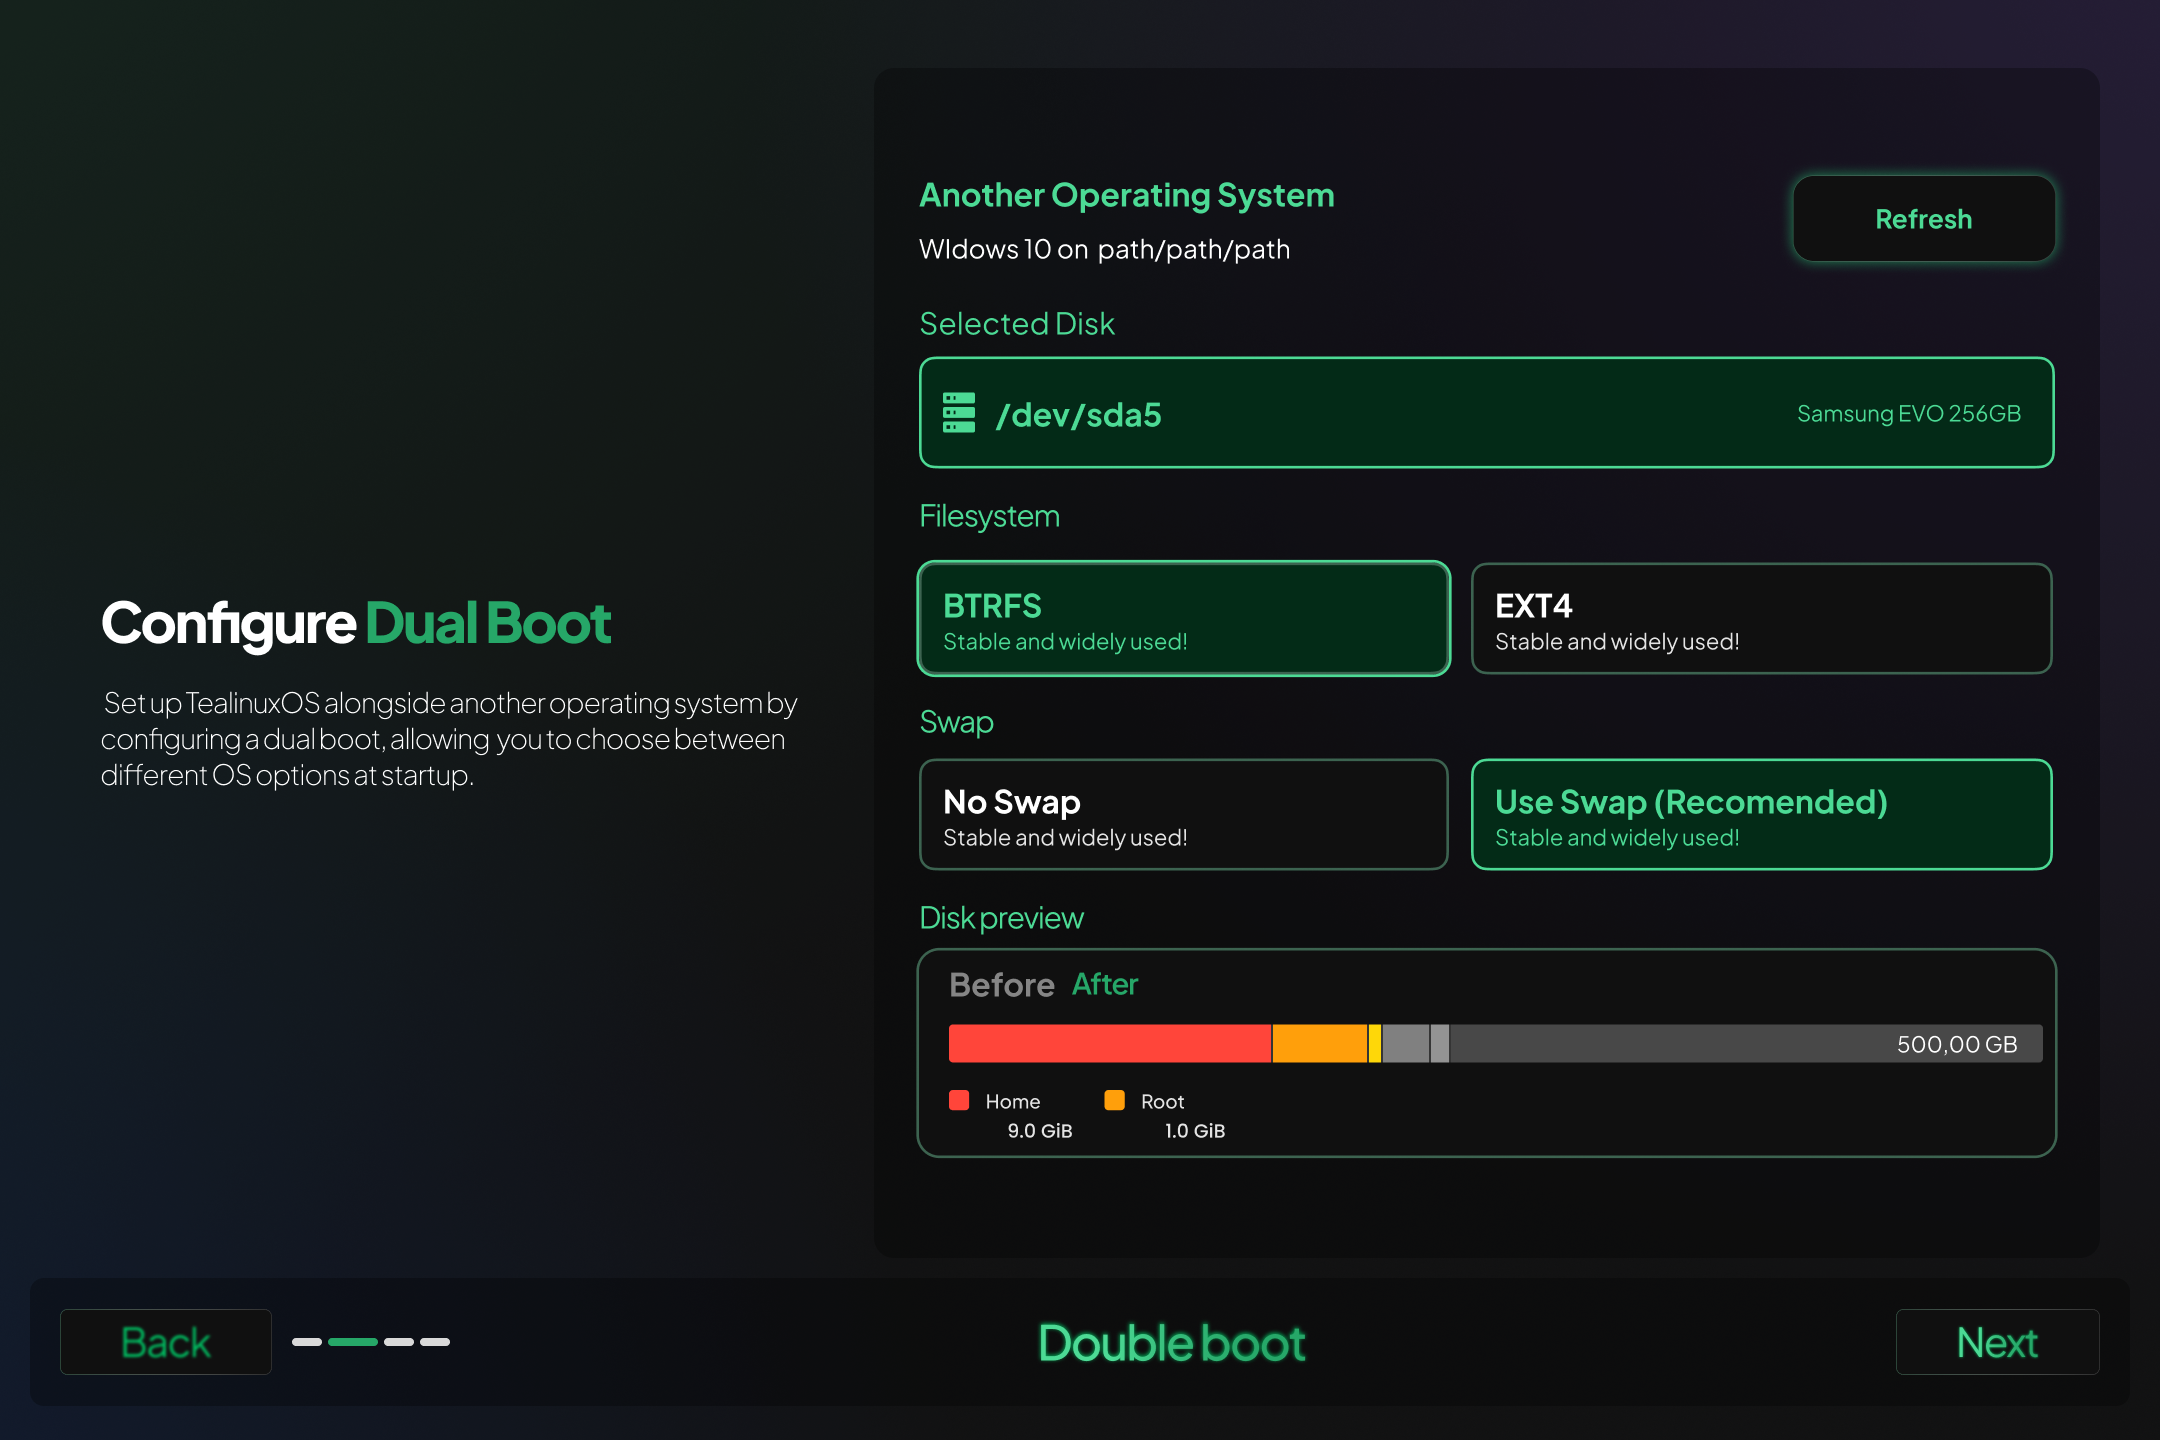 Configure Dual Boot
Set up TealinuxOS alongside another operating system by
configuring a dual boot, allowing you to choose between
different OS options at startup.
Another Operating System
WIdows 10 on path/path/path
Refresh
Selected Disk
/dev/sda5
Samsung EVO 256GB
Filesystem
BTRFS
Stable and widely used!
EXT4
Stable and widely used!
Swap
No Swap
Stable and widely used!
Use Swap (Recomended)
Stable and widely used!
Disk preview
Before After
500,00 GB
Home
9.0 GiB
Root
1.0 GiB
Back
Double boot
Next